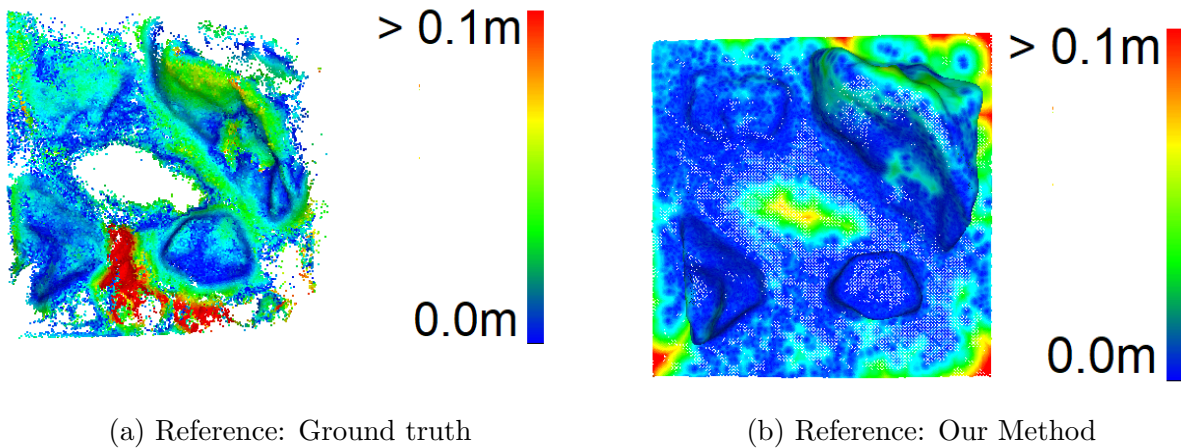 > 0.1m
0.0m
> 0.1m
0.0m
(a) Reference: Ground truth
(b) Reference: Our Method